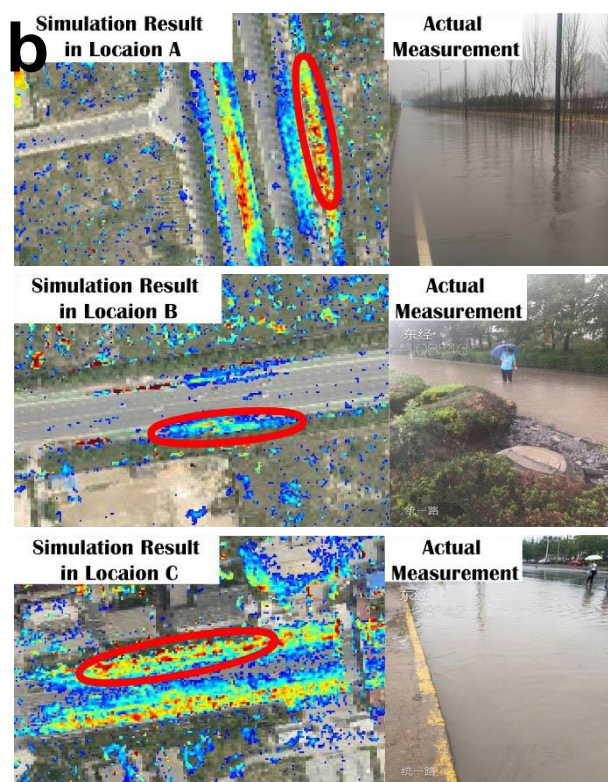 b
Simulation Result
in Locaion A
Actual
Measurement
Simulation Result
in Locaion B
Actual
Measurement
东经
统一路
Simulation Result
in Locaion C
Actual
Measurement
东经
统一路